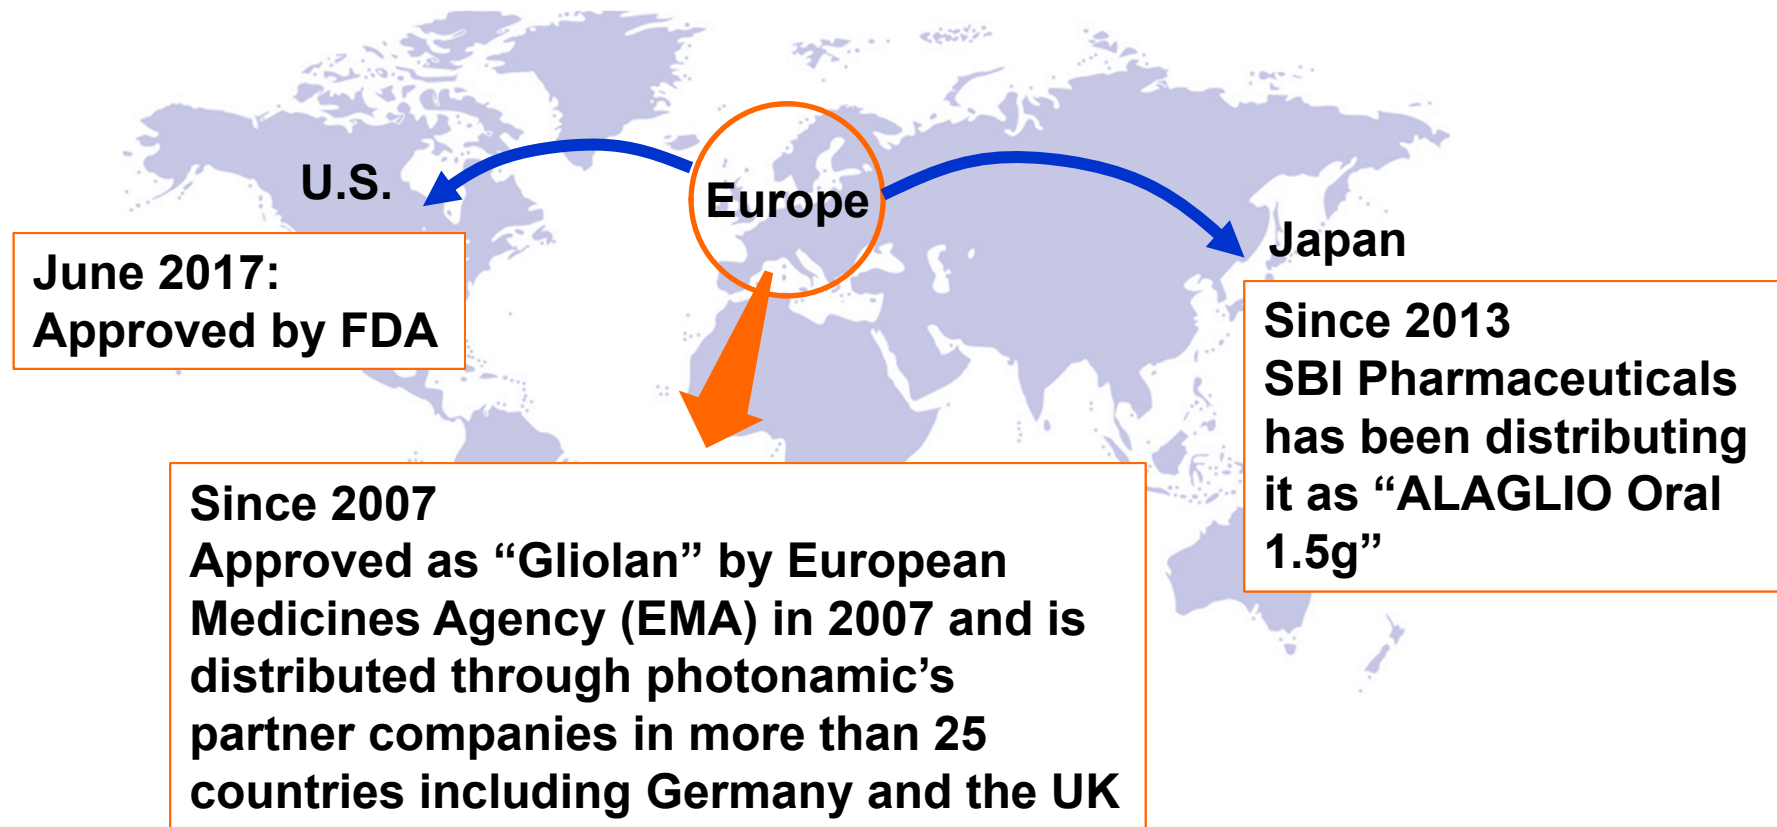 U.S.
Europe
Japan
June 2017:
Approved by FDA
Since 2013
SBI Pharmaceuticals
has been distributing
it as “ALAGLIO Oral
1.5g”
Since 2007
Approved as “Gliolan” by European
Medicines Agency (EMA) in 2007 and is
distributed through photonamic’s
partner companies in more than 25
countries including Germany and the UK